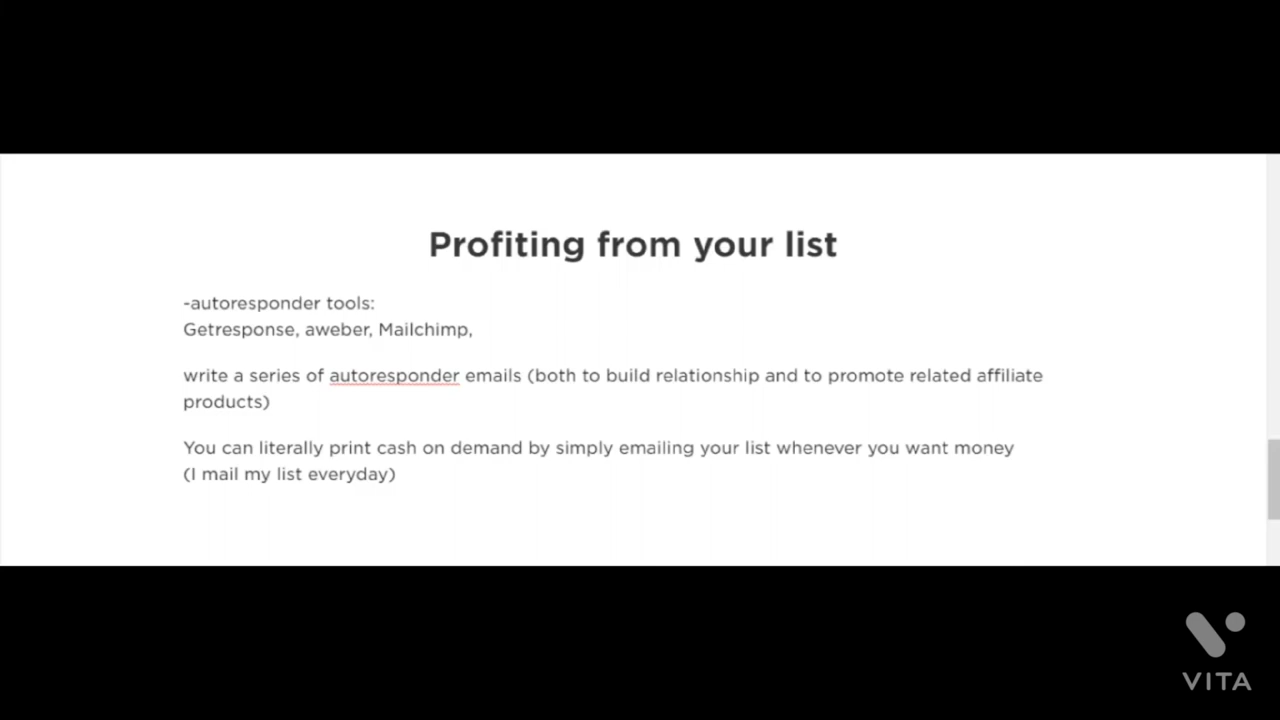 Profiting from your list
-autoresponder tools:
Getresponse, aweber, Mailchimp,
write a series of autoresponder emails (both to build relationship and to promote related affiliate
products)
You can literally print cash on demand by simply emailing your list whenever you want money
(I mail my list everyday)
VITA